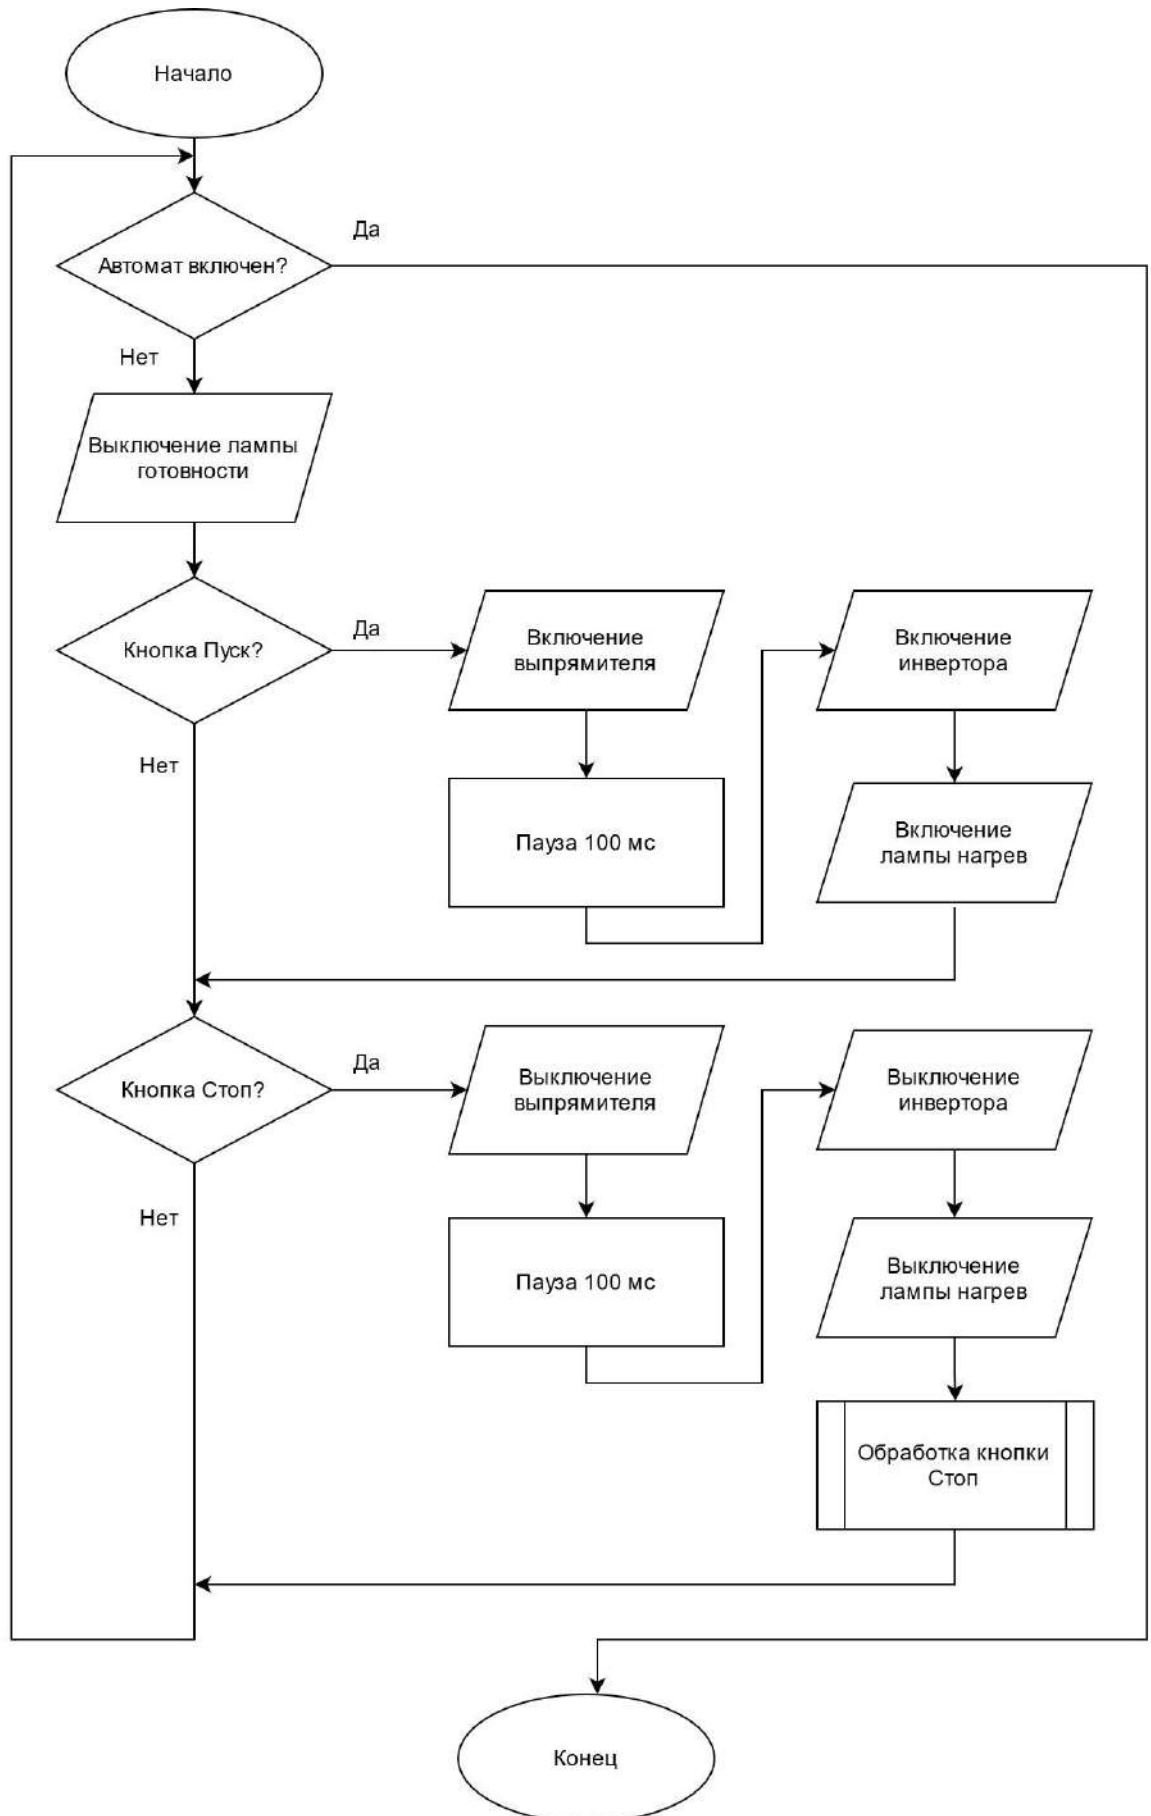 Начало
Да
Автомат включен?
Нет
Выключение лампы
готовности
Кнопка Пуск?
Да
Включение
выпрямителя
Включение
инвертора
Нет
Пауза 100 мс
Включение
лампы нагрев
Кнопка Стоп?
Да
Выключение
выпрямителя
Выключение
инвертора
Нет
Пауза 100 мс
Выключение
лампы нагрев
Обработка кнопки
Стоп
Конец